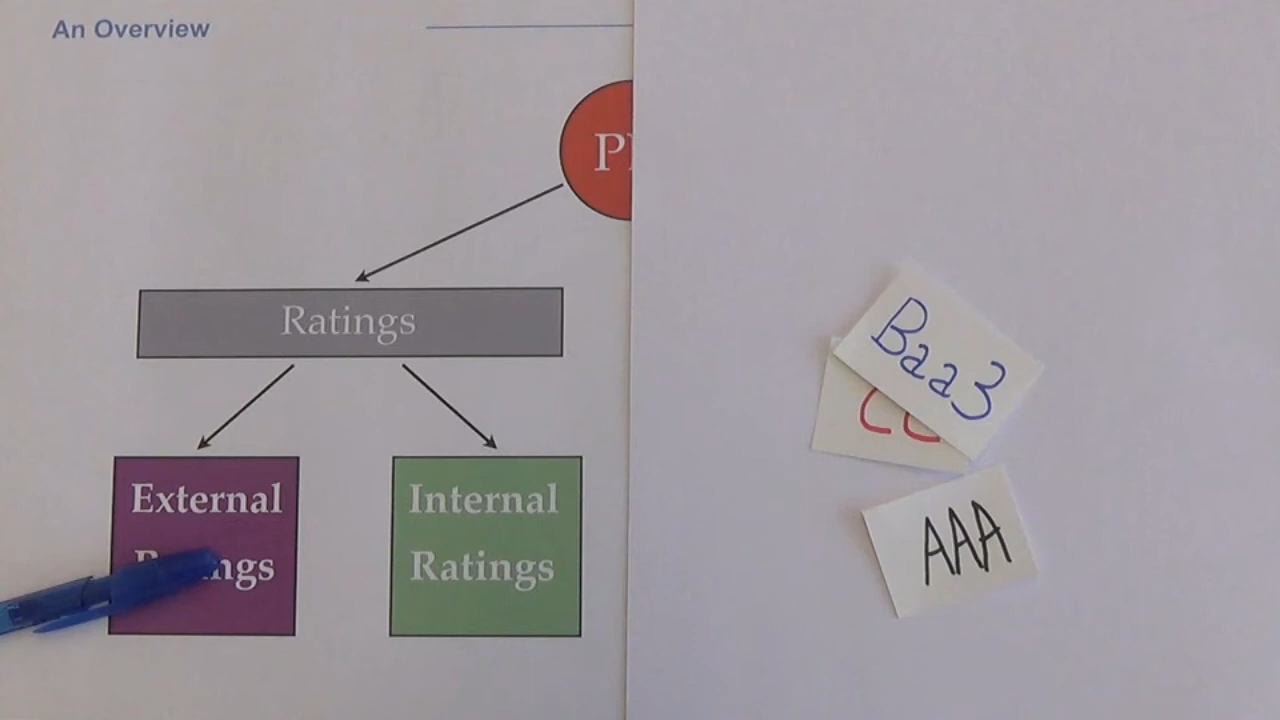 An Overview
Ratings
External
Internal
Ratings
Baa3
AAA